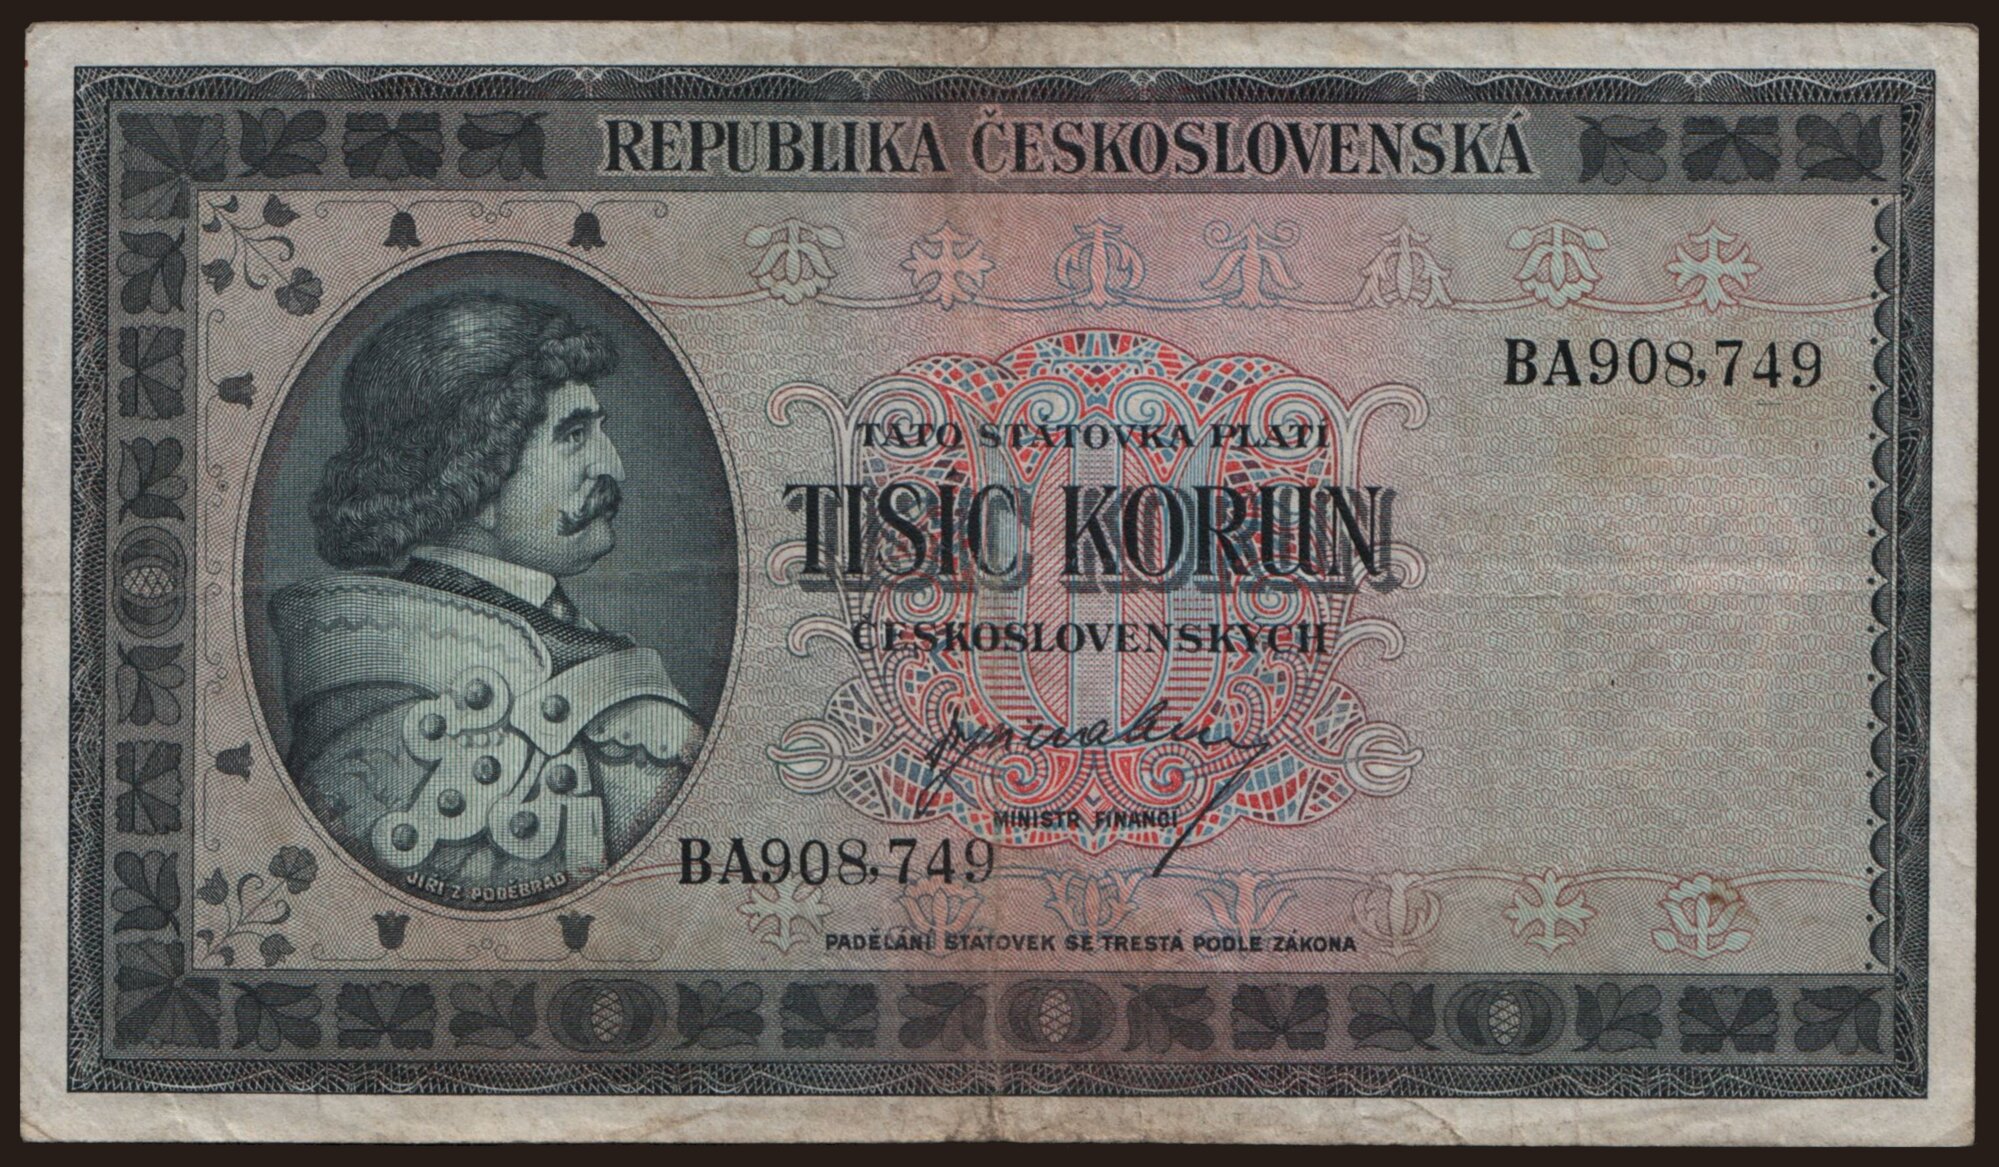 REPUBLIKA ČESKOSLOVENSKÁ
BA908,749
TATO STÁTOVKA PLATÍ
TISÍC KORUN
ČESKOSLOVENSKÝCH
MINISTR FINANCÍ
BA908,749
JIŘÍ Z PODĚBRAD
PADĚLÁNÍ STÁTOVEK SE TRESTÁ PODLE ZÁKONA